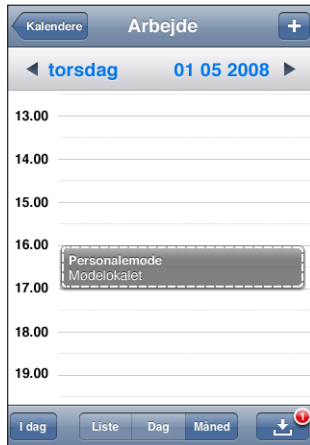 Kalendere
Arbejde
+
torsdag 01 05 2008
13.00
14.00
15.00
16.00
Personalemøde
Mødelokalet
17.00
18.00
19.00
I dag
Liste
Dag
Måned
1